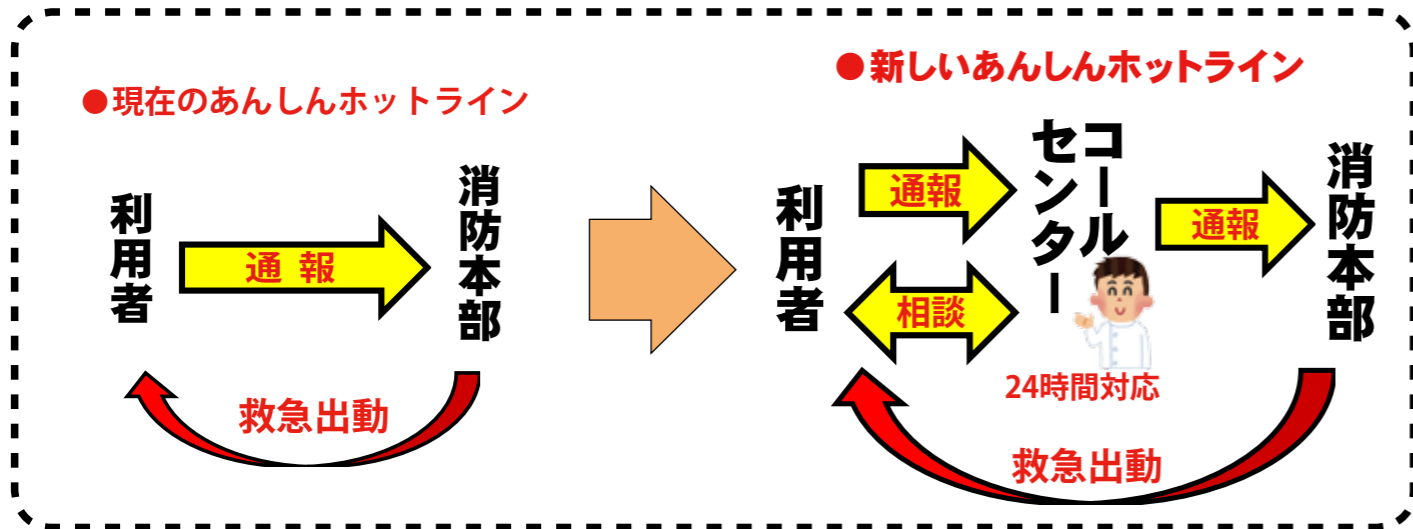 ●現在のあんしんホットライン
利用者
通報
消防本部
救急出動
●新しいあんしんホットライン
利用者
通報
相談
コール
センター
24時間対応
通報
消防本部
救急出動